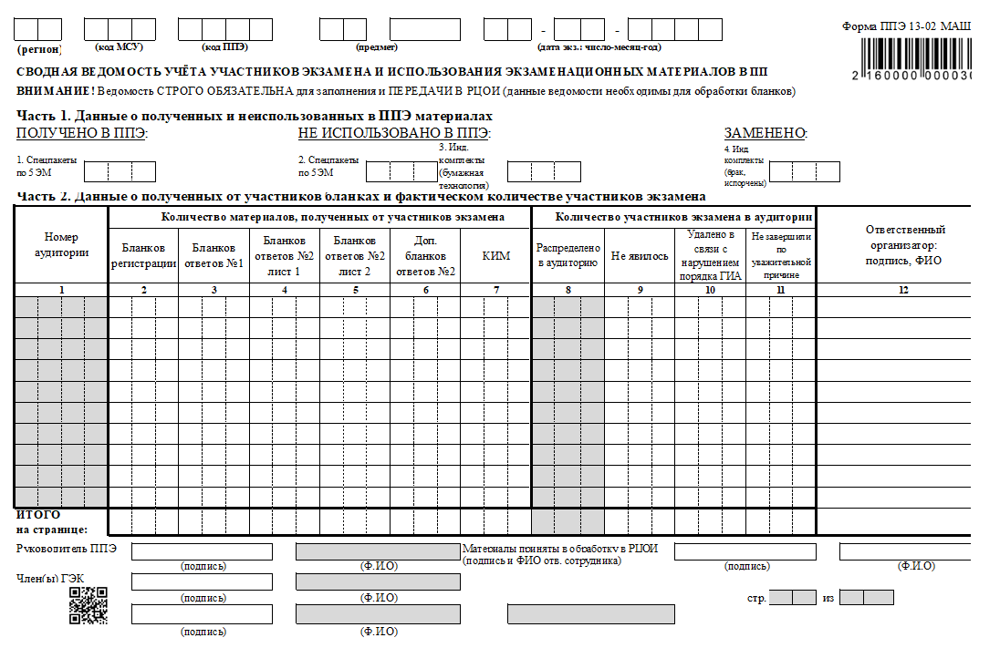 Форма ППЭ 13-02 МАШ
(регион) (код МСУ) (код ППЭ) (предмет) - - (дата экз.: число-месяц-год)
2 160000 000030
СВОДНАЯ ВЕДОМОСТЬ УЧЁТА УЧАСТНИКОВ ЭКЗАМЕНА И ИСПОЛЬЗОВАНИЯ ЭКЗАМЕНАЦИОННЫХ МАТЕРИАЛОВ В ПП
ВНИМАНИЕ! Ведомость СТРОГО ОБЯЗАТЕЛЬНА для заполнения и ПЕРЕДАЧИ В РЦОИ (данные ведомости необходимы для обработки бланков)
Часть 1. Данные о полученных и неиспользованных в ППЭ материалах
ПОЛУЧЕНО В ППЭ:
НЕ ИСПОЛЬЗОВАНО В ППЭ:
ЗАМЕНЕНО:
1. Спецпакеты
по 5 ЭМ
2. Спецпакеты
по 5 ЭМ
3. Инд.
комплекты
(бумажная
технология)
4. Инд
комплекты
(брак,
испорчены)
Часть 2. Данные о полученных от участников бланках и фактическом количестве участников экзамена
Номер
аудитории
Количество материалов, полученных от участников экзамена
Количество участников экзамена в аудитории
Ответственный
организатор:
подпись, ФИО
Бланков
регистрации
Бланков
ответов №1
Бланков
ответов №2
лист 1
Бланков
ответов №2
лист 2
Доп.
бланков
ответов №2
КИМ
Распределено
в аудиторию
Не явилось
Удалено в
связи с
нарушением
порядка ГИА
Не завершили
по
уважительной
причине
1 2 3 4 5 6 7 8 9 10 11 12
ИТОГО
на странице:
Руководитель ППЭ
(подпись) (Ф.И.О)
Материалы приняты в обработку в РЦОИ
(подпись и ФИО отв. сотрудника)
(подпись) (Ф.И.О)
Член(ы) ГЭК
(подпись) (Ф.И.О)
стр. из
(подпись) (Ф.И.О)